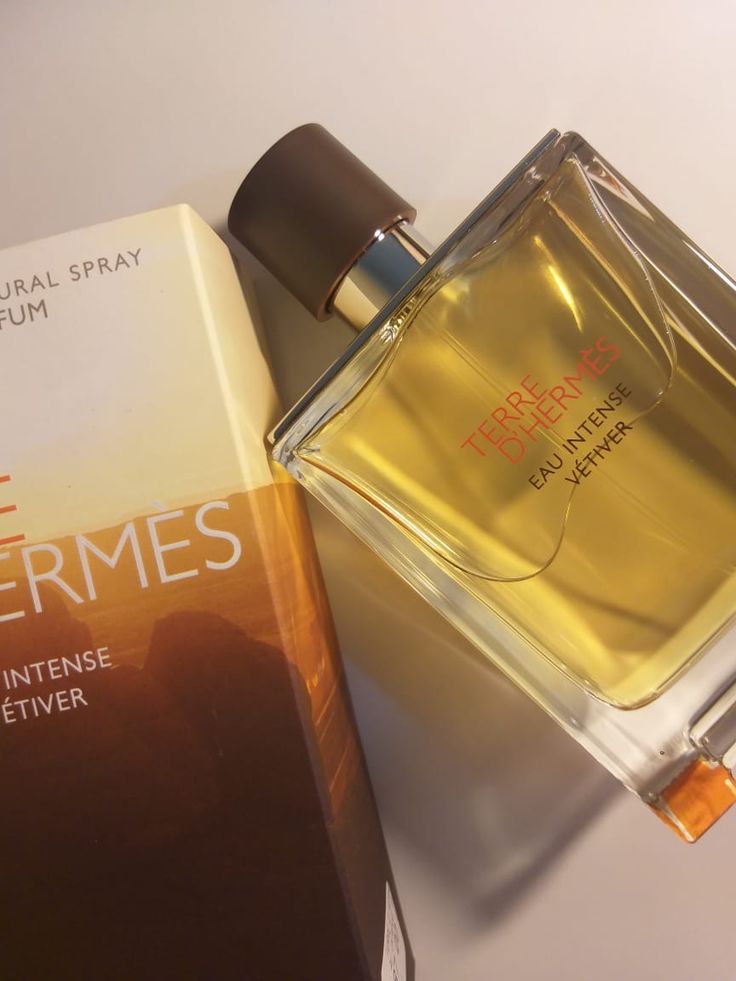 URAL SPRAY
FUM
E
ERMÈS
INTENSE
ÉTIVER
TERRE
D'HERMÈS
EAU INTENSE
VÉTIVER